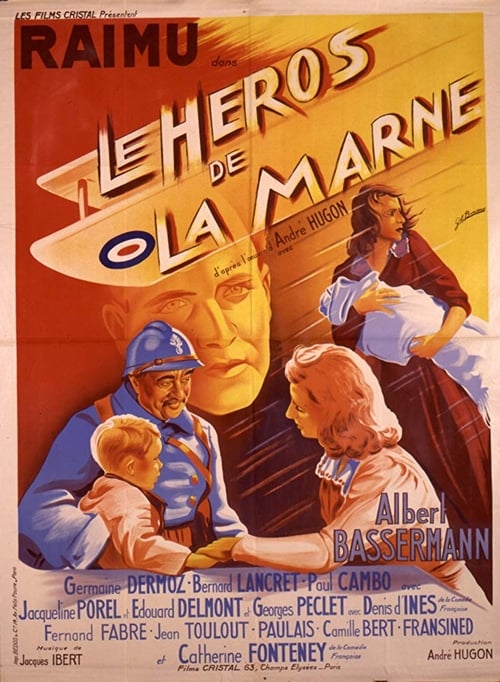 LES FILMS CRISTAL Présentent
RAIMU
dans
LE HEROS
DE
LA MARNE
d'après l'œuvre d'André HUGON
avec
Albert
BASSERMANN
Germaine DERMOZ · Bernard LANCRET · Paul CAMBO avec
Jacqueline POREL et Edouard DELMONT et Georges PECLET avec Denis d'INES de la Comédie Française
Fernand FABRE · Jean TOULOUT · PAULAIS · Camille BERT · FRANSINED
Musique de
Jacques IBERT
et Catherine FONTENEY de la Comédie Française
Production
André HUGON
Films CRISTAL 63, Champs Elysées - Paris